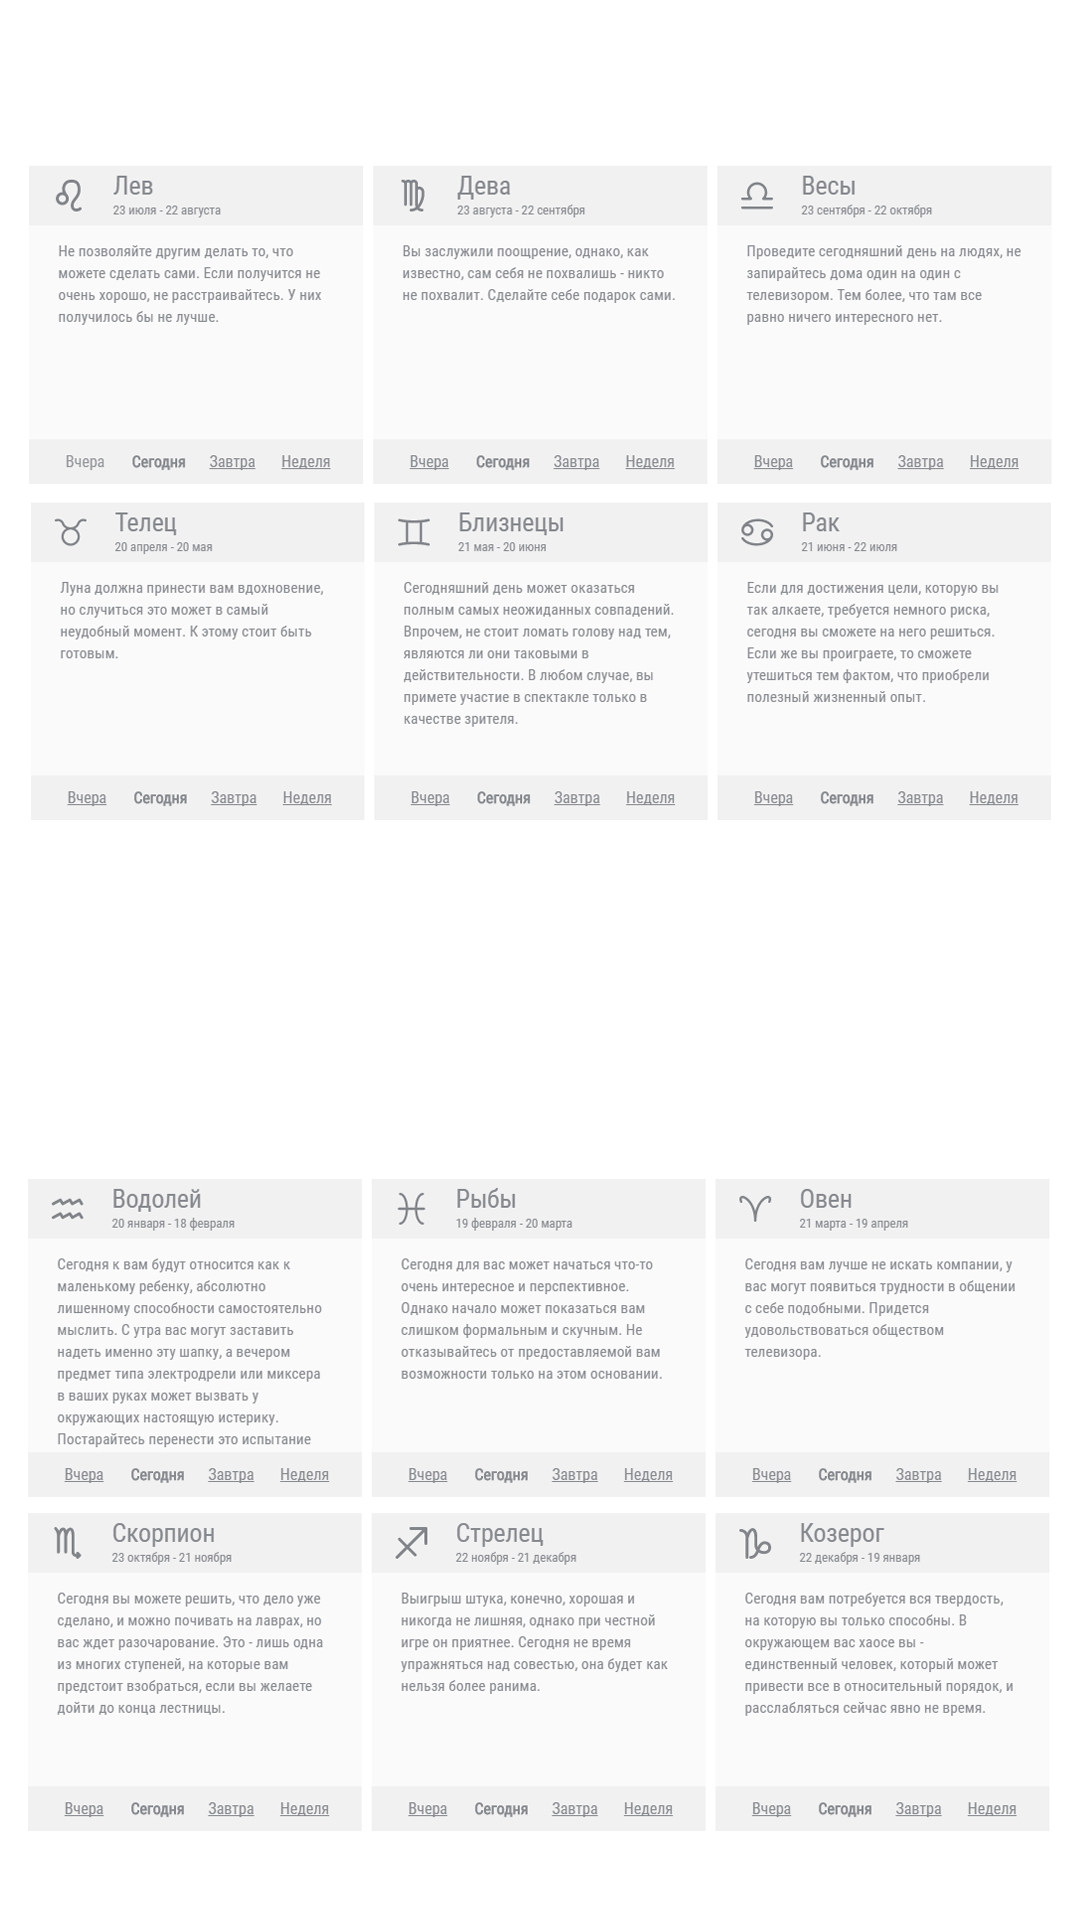 Лев
23 июля - 22 августа
Не позволяйте другим делать то, что
можете сделать сами. Если получится не
очень хорошо, не расстраивайтесь. У них
получилось бы не лучше.
Вчера Сегодня Завтра Неделя
Дева
23 августа - 22 сентября
Вы заслужили поощрение, однако, как
известно, сам себя не похвалишь - никто
не похвалит. Сделайте себе подарок сами.
Вчера Сегодня Завтра Неделя
Весы
23 сентября - 22 октября
Проведите сегодняшний день на людях, не
запирайтесь дома один на один с
телевизором. Тем более, что там все
равно ничего интересного нет.
Вчера Сегодня Завтра Неделя
Телец
20 апреля - 20 мая
Луна должна принести вам вдохновение,
но случиться это может в самый
неудобный момент. К этому стоит быть
готовым.
Вчера Сегодня Завтра Неделя
Близнецы
21 мая - 20 июня
Сегодняшний день может оказаться
полным самых неожиданных совпадений.
Впрочем, не стоит ломать голову над тем,
являются ли они таковыми в
действительности. В любом случае, вы
примете участие в спектакле только в
качестве зрителя.
Вчера Сегодня Завтра Неделя
Рак
21 июня - 22 июля
Если для достижения цели, которую вы
так алкаете, требуется немного риска,
сегодня вы сможете на него решиться.
Если же вы проиграете, то сможете
утешиться тем фактом, что приобрели
полезный жизненный опыт.
Вчера Сегодня Завтра Неделя
Водолей
20 января - 18 февраля
Сегодня к вам будут относится как к
маленькому ребенку, абсолютно
лишенному способности самостоятельно
мыслить. С утра вас могут заставить
надеть именно эту шапку, а вечером
предмет типа электродрели или миксера
в ваших руках может вызвать у
окружающих настоящую истерику.
Постарайтесь перенести это испытание
Вчера Сегодня Завтра Неделя
Рыбы
19 февраля - 20 марта
Сегодня для вас может начаться что-то
очень интересное и перспективное.
Однако начало может показаться вам
слишком формальным и скучным. Не
отказывайтесь от предоставляемой вам
возможности только на этом основании.
Вчера Сегодня Завтра Неделя
Овен
21 марта - 19 апреля
Сегодня вам лучше не искать компании, у
вас могут появиться трудности в общении
с себе подобными. Придется
удовольствоваться обществом
телевизора.
Вчера Сегодня Завтра Неделя
Скорпион
23 октября - 21 ноября
Сегодня вы можете решить, что дело уже
сделано, и можно почивать на лаврах, но
вас ждет разочарование. Это - лишь одна
из многих ступеней, на которые вам
предстоит взобраться, если вы желаете
дойти до конца лестницы.
Вчера Сегодня Завтра Неделя
Стрелец
22 ноября - 21 декабря
Выигрыш штука, конечно, хорошая и
никогда не лишняя, однако при честной
игре он приятнее. Сегодня не время
упражняться над совестью, она будет как
нельзя более ранима.
Вчера Сегодня Завтра Неделя
Козерог
22 декабря - 19 января
Сегодня вам потребуется вся твердость,
на которую вы только способны. В
окружающем вас хаосе вы -
единственный человек, который может
привести все в относительный порядок, и
расслабляться сейчас явно не время.
Вчера Сегодня Завтра Неделя